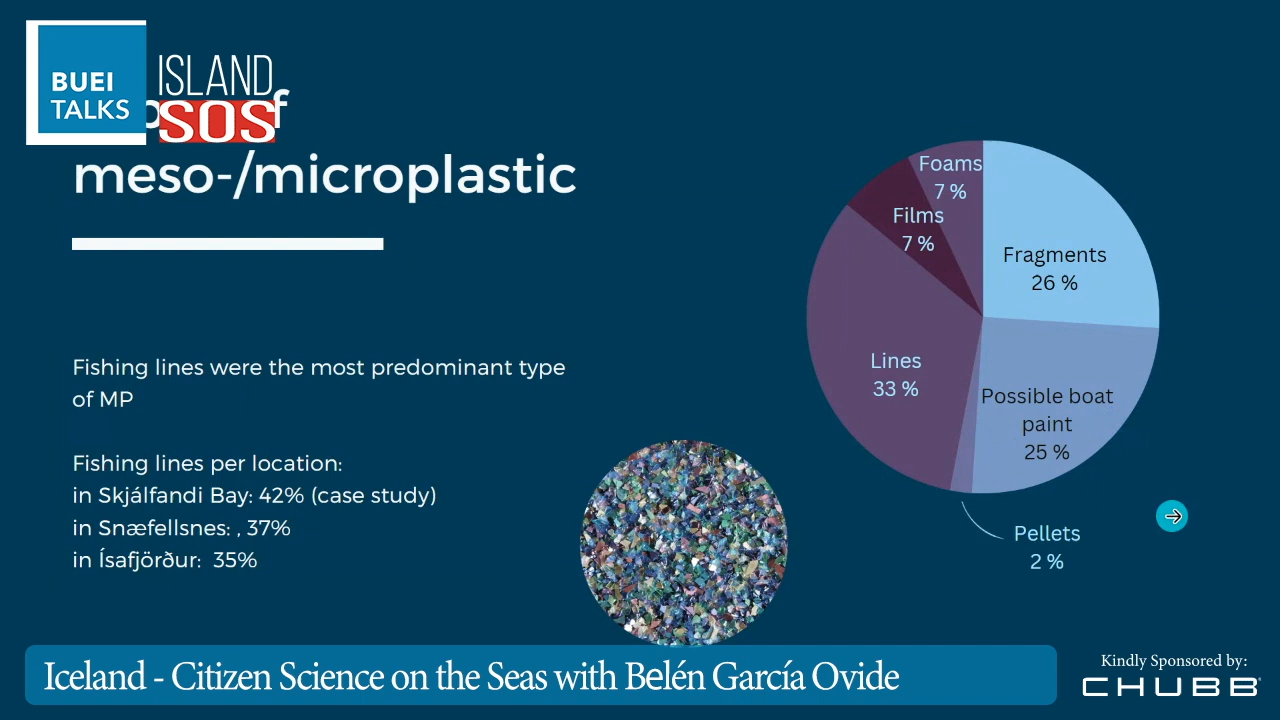 BUEI
TALKS
ISLAND
SOS
meso-/microplastic
Fishing lines were the most predominant type
of MP
Fishing lines per location:
in Skjálfandi Bay: 42% (case study)
in Snæfellsnes: , 37%
in Ísafjörður: 35%
Foams
7 %
Films
7 %
Fragments
26 %
Lines
33 %
Possible boat
paint
25 %
Pellets
2 %
Iceland - Citizen Science on the Seas with Belén García Ovide
Kindly Sponsored by:
CHUBB